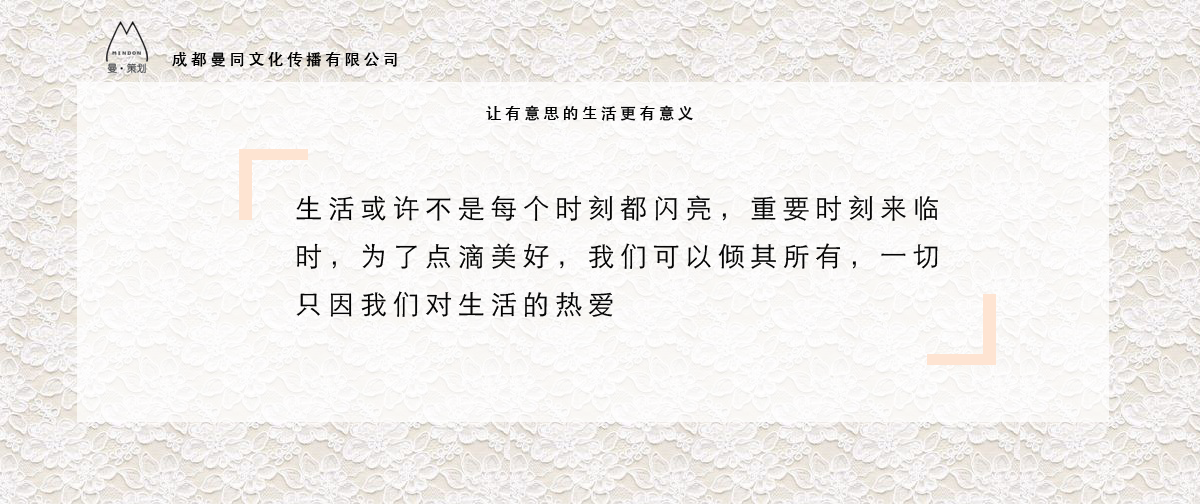 MENDON
曼·策划
成都曼同文化传播有限公司
让有意思的生活更有意义
生活或许不是每个时刻都闪亮，重要时刻来临
时，为了点滴美好，我们可以倾其所有，一切
只因我们对生活的热爱